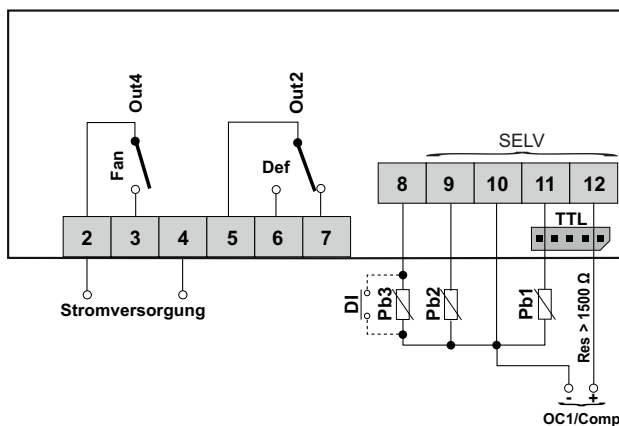 Out4
Out2
SELV
Fan
Def
8 9 10 11 12
TTL
2 3 4 5 6 7
Stromversorgung
DI
Pb3
Pb2
Pb1
Res > 1500 Ω
- +
OC1/Comp